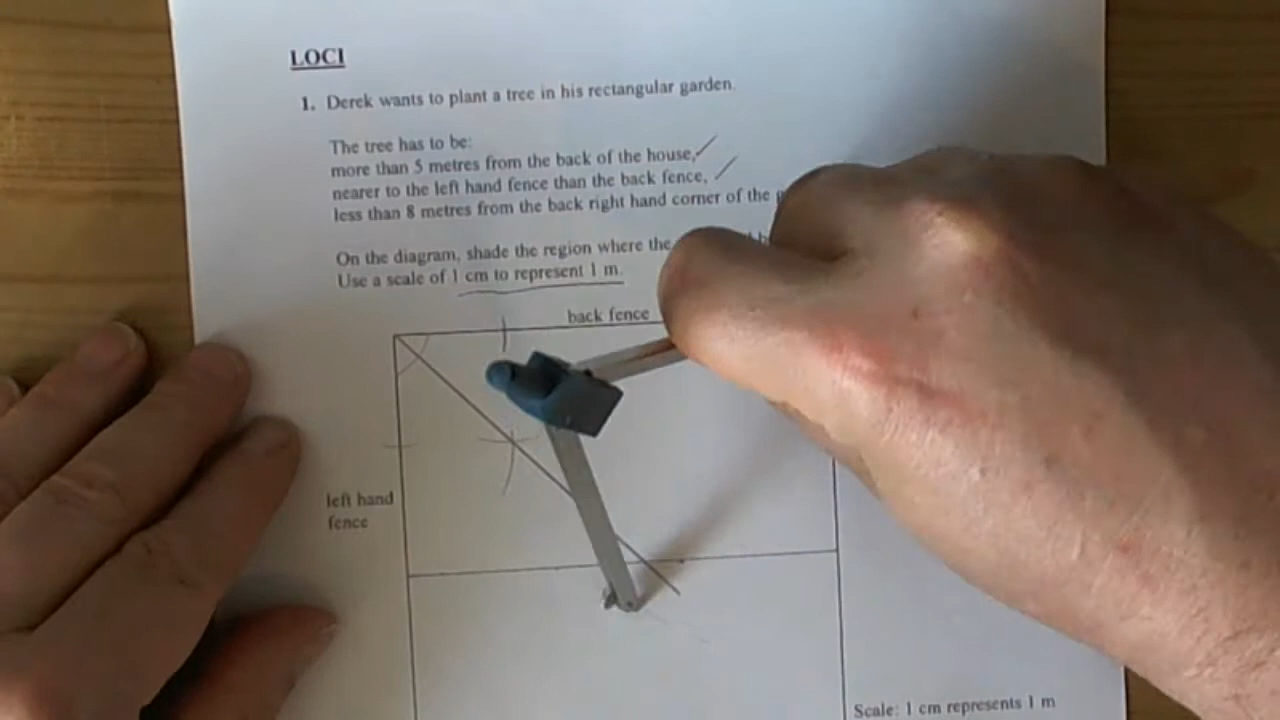 LOCI
1. Derek wants to plant a tree in his rectangular garden.
The tree has to be:
more than 5 metres from the back of the house,
nearer to the left hand fence than the back fence,
less than 8 metres from the back right hand corner of the
On the diagram, shade the region where the
Use a scale of 1 cm to represent 1 m.
back fence
left hand
fence
Scale: 1 cm represents 1 m